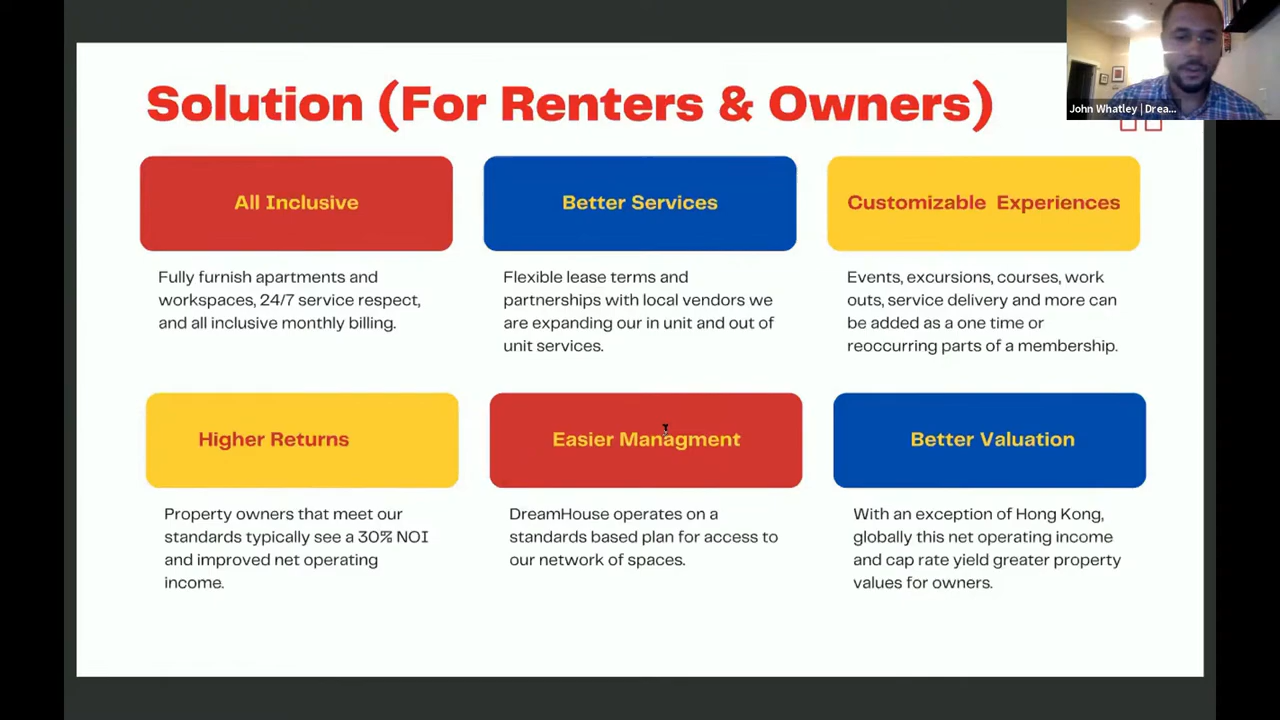 Solution (For Renters & Owners)
John Whatley | Drea...
All Inclusive
Better Services
Customizable Experiences
Fully furnish apartments and
workspaces, 24/7 service respect,
and all inclusive monthly billing.
Flexible lease terms and
partnerships with local vendors we
are expanding our in unit and out of
unit services.
Events, excursions, courses, work
outs, service delivery and more can
be added as a one time or
reoccurring parts of a membership.
Higher Returns
Easier Managment
Better Valuation
Property owners that meet our
standards typically see a 30% NOI
and improved net operating
income.
DreamHouse operates on a
standards based plan for access to
our network of spaces.
With an exception of Hong Kong,
globally this net operating income
and cap rate yield greater property
values for owners.